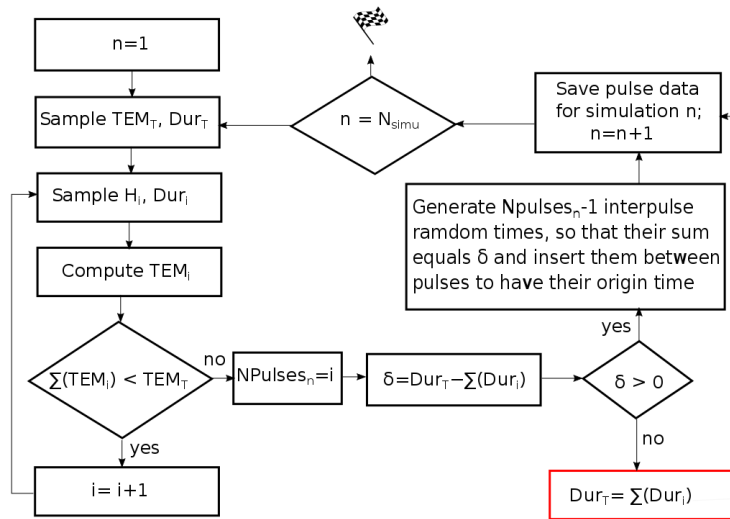 n=1
Sample TEM_T, Dur_T
Sample H_i, Dur_i
Compute TEM_i
∑(TEM_i) < TEM_T
no
yes
i= i+1
NPulses_n=i
δ=Dur_T−∑(Dur_i)
δ > 0
yes
no
Dur_T= ∑(Dur_i)
Generate Npulses_n-1 interpulse
ramdom times, so that their sum
equals δ and insert them between
pulses to have their origin time
Save pulse data
for simulation n;
n=n+1
n = N_simu